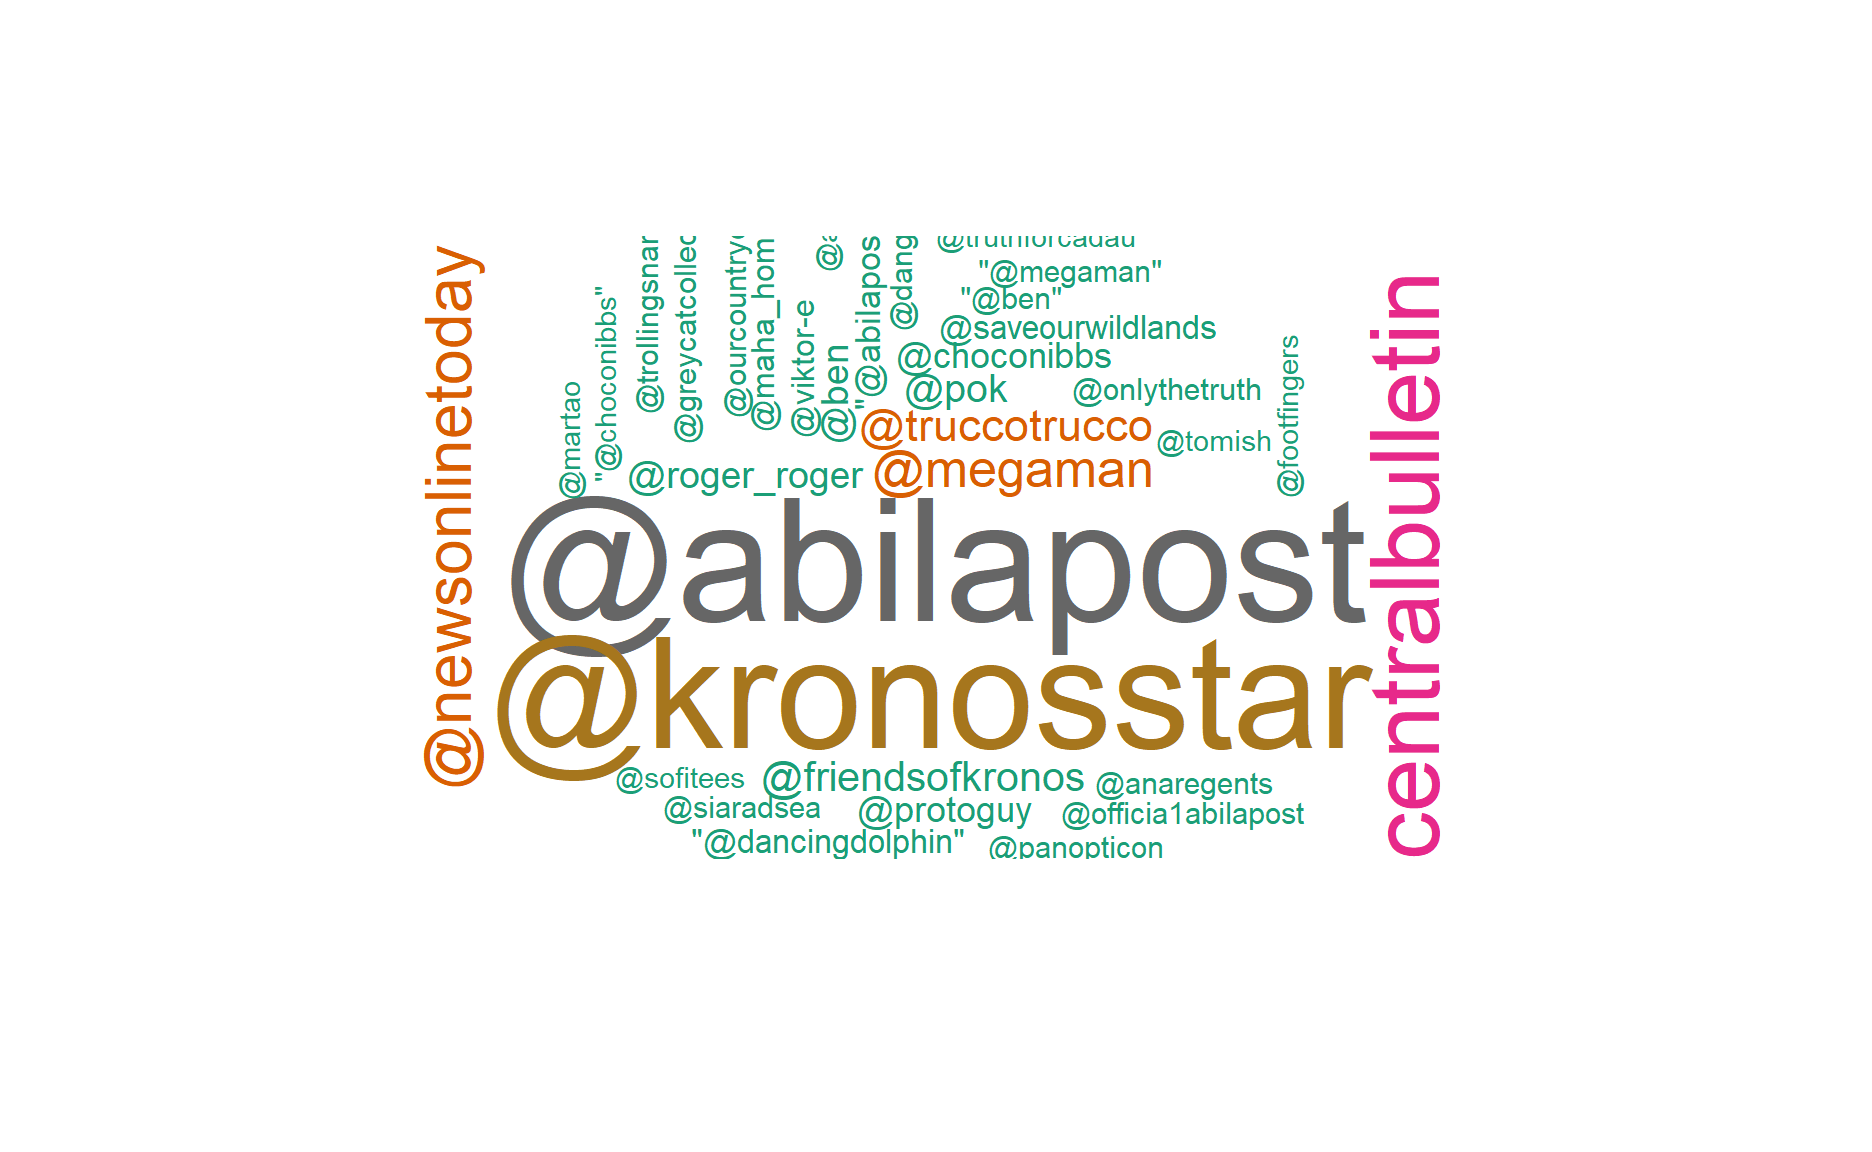 @newsonlinetoday
@martao
"@choconibbs"
@trollingsnar
@greycatcollec
@ourcountry
@maha_hom
@viktor-e
@ben
"@abilapos
@dang
@truthforcadau
"@megaman"
"@ben"
@saveourwildlands
@choconibbs
@pok
@onlythetruth
@truccotrucco
@tomish
@footfingers
@roger_roger
@megaman
@abilapost
@kronosstar
centralbulletin
@sofitees
@friendsofkronos
@anaregents
@siaradsea
@protoguy
@officia1abilapost
"@dancingdolphin"
@panopticon